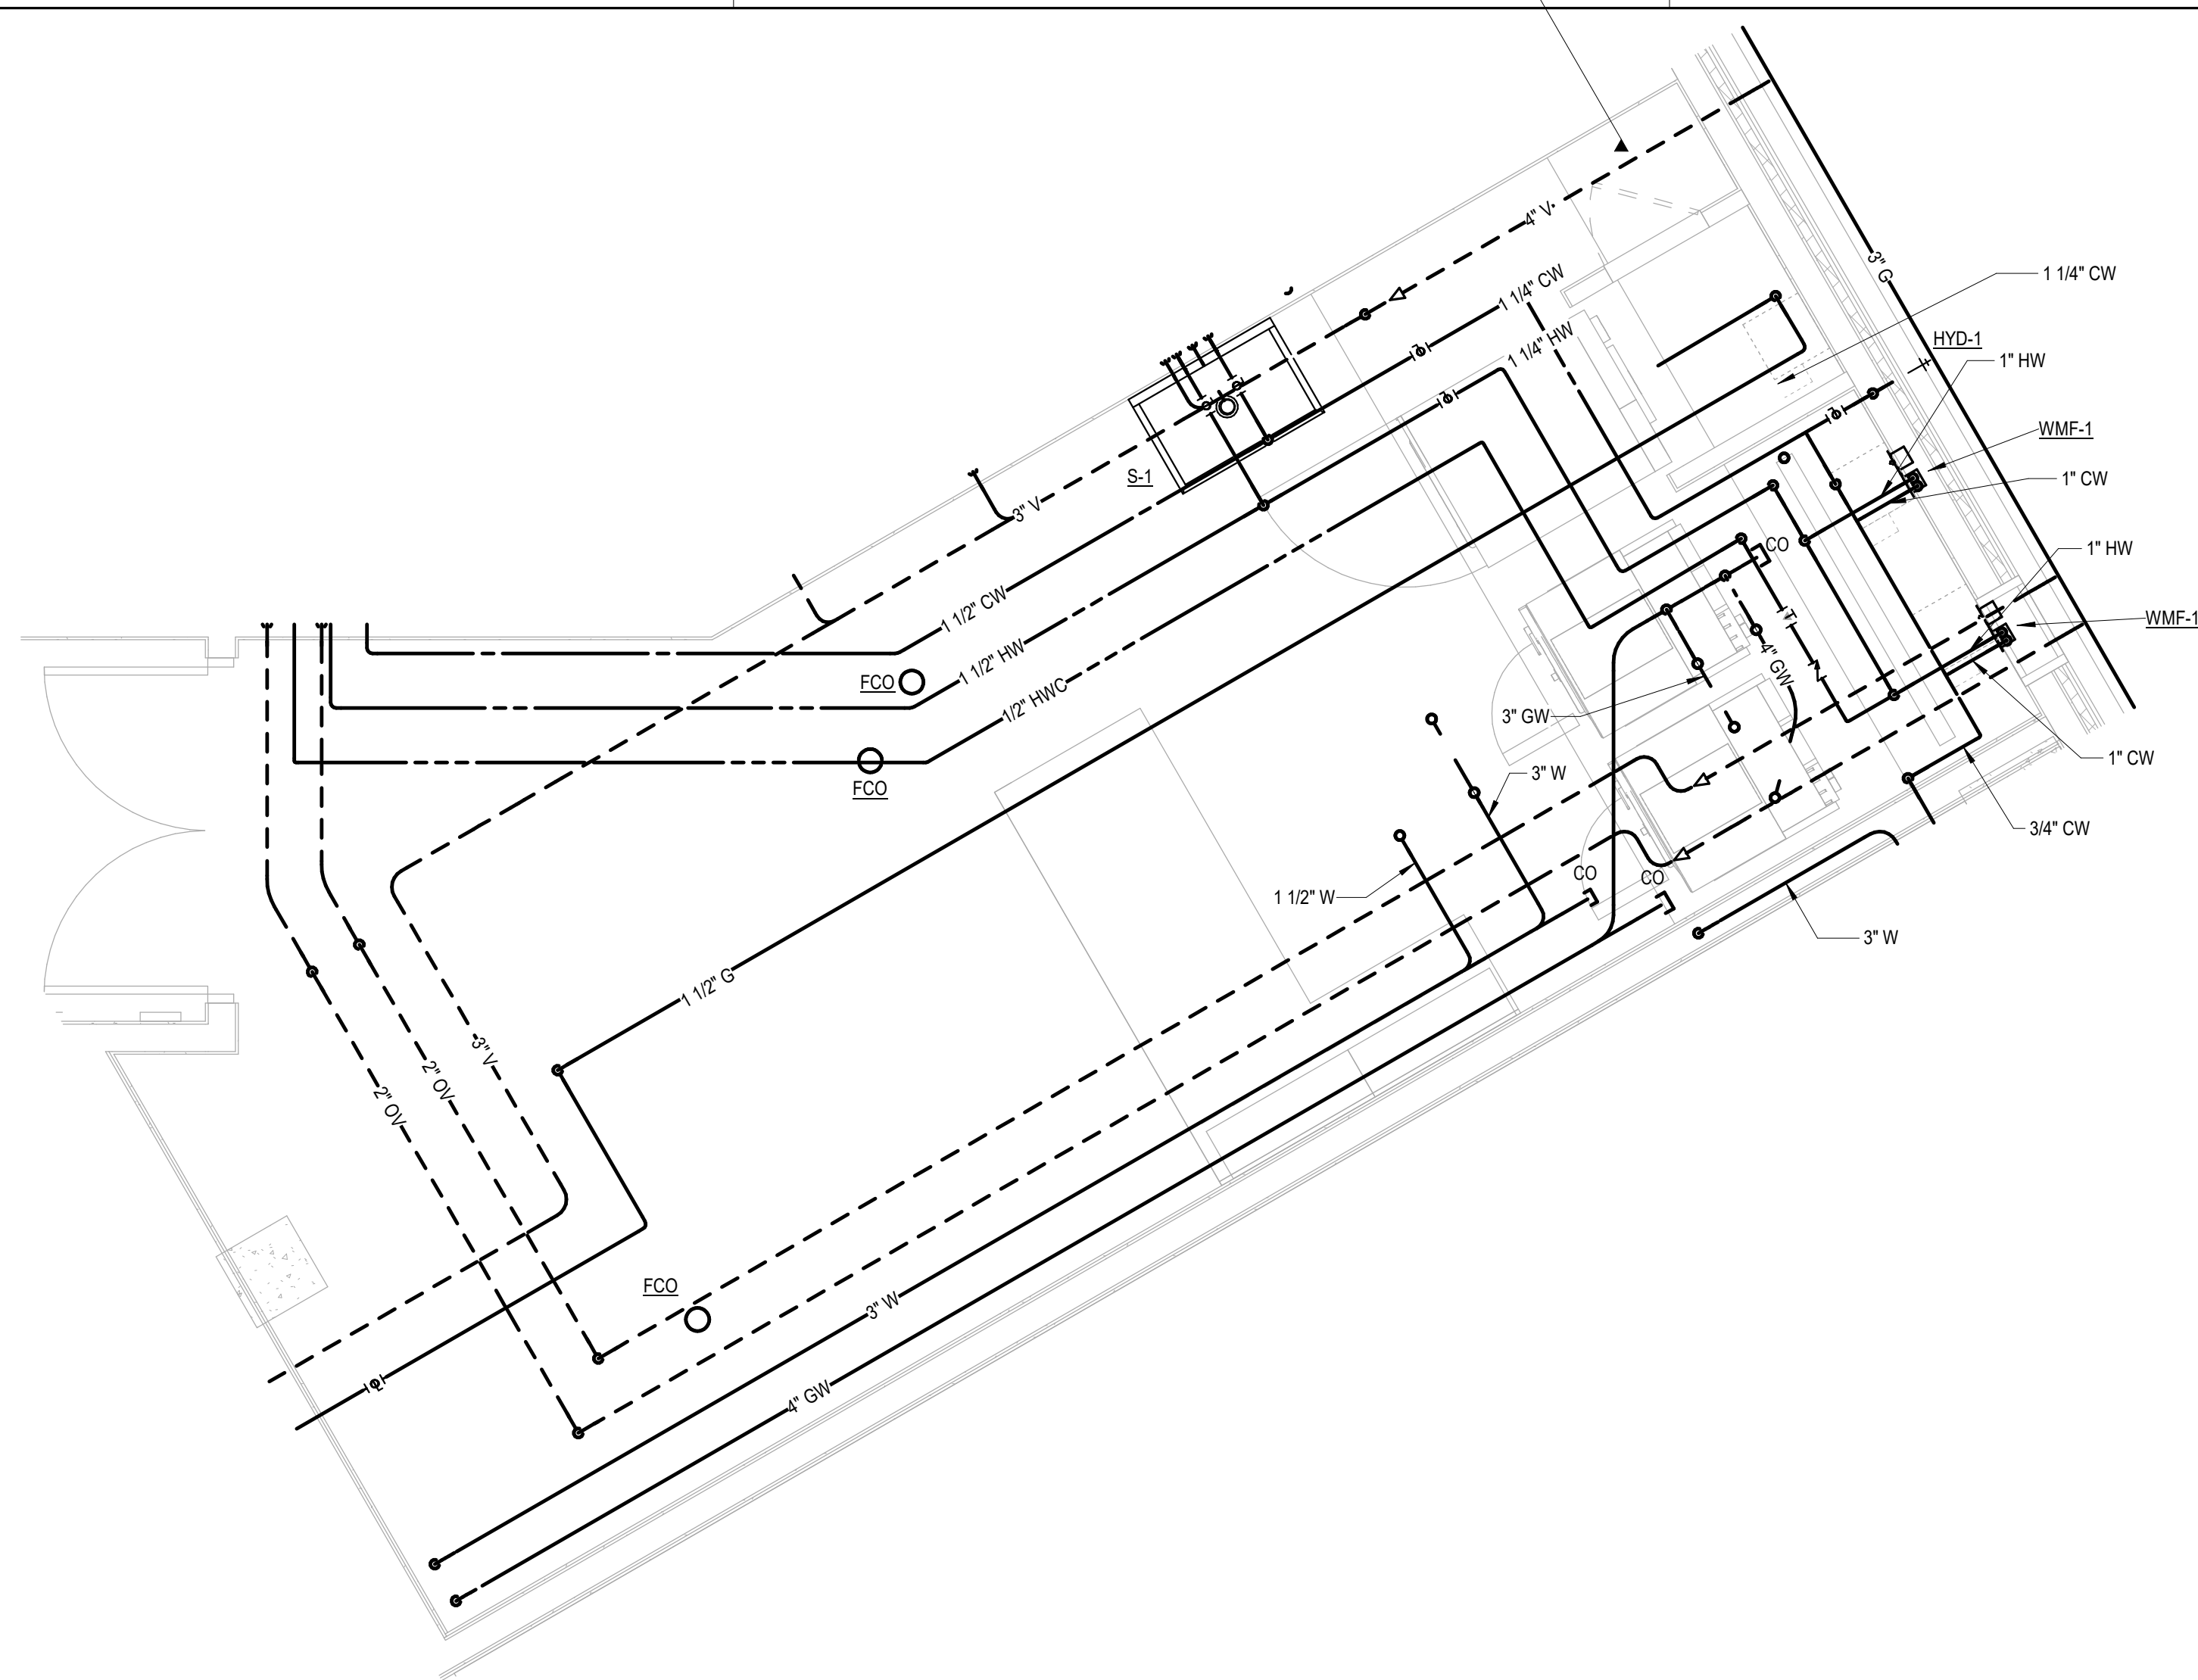 4" V
3" G
1 1/4" CW
1 1/4" CW
1 1/4" HW
HYD-1
1" HW
WMF-1
S-1
1" CW
3" V
CO
1" HW
1 1/2" CW
WMF-1
1 1/2" HW
4" GW
FCO
1/2" HWC
3" GW
1" CW
3" W
FCO
3/4" CW
CO
CO
1 1/2" W
3" W
1 1/2" G
3" V
2" OV
2" OV
FCO
3" W
4" GW